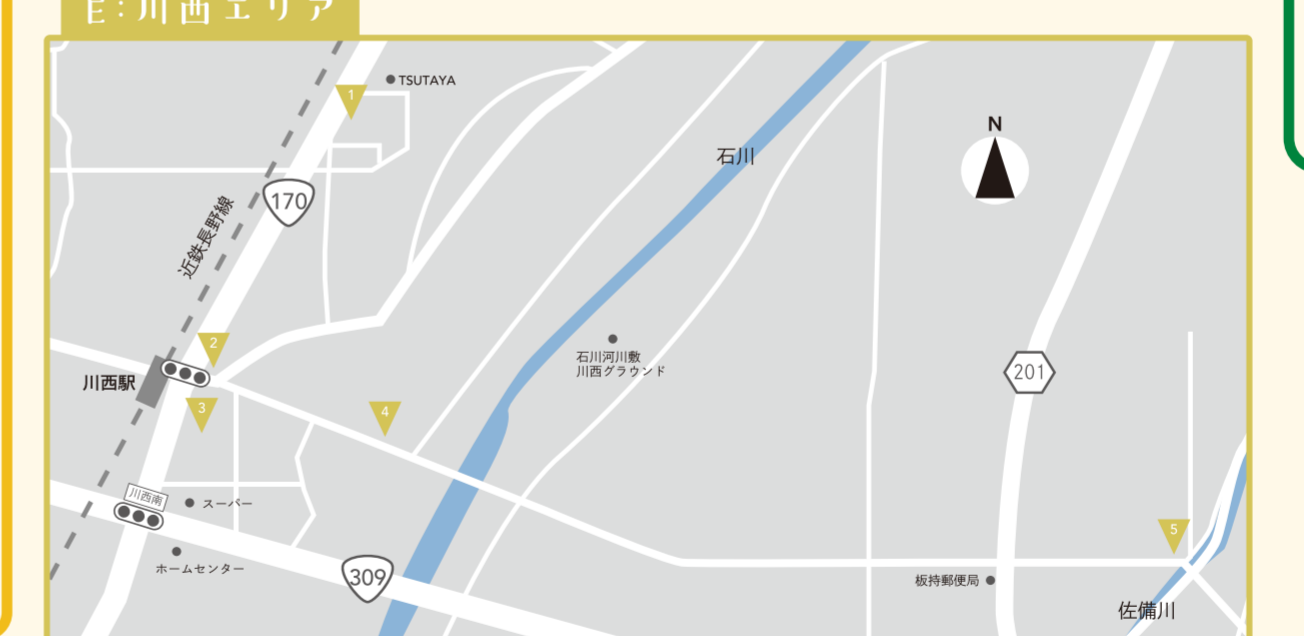 E:川西エリア
1
TSUTAYA
N
石川
170
近鉄長野線
2
石川河川敷
川西グラウンド
201
川西駅
3
4
川西南
スーパー
5
ホームセンター
309
板持郵便局
佐備川